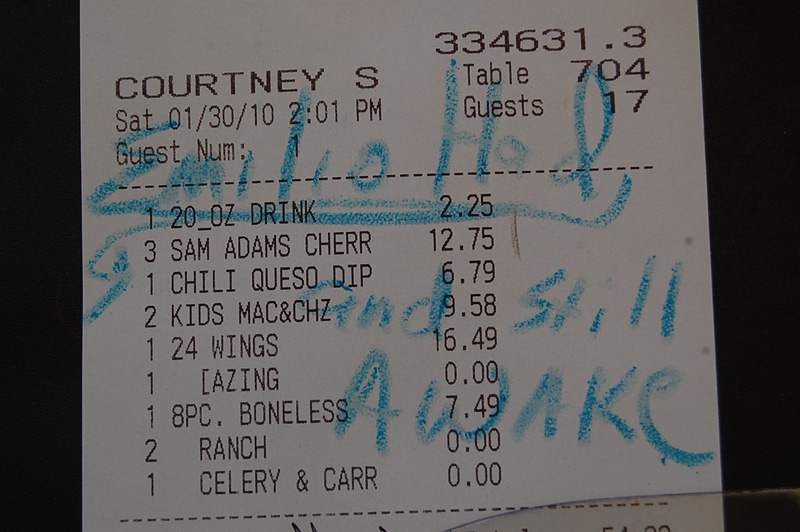 334631.3
COURTNEY S Table 704
Sat 01/30/10 2:01 PM Guests 17
Guest Num: 1
Emilio
1 20_OZ DRINK 2.25
3 SAM ADAMS CHERR 12.75
1 CHILI QUESO DIP 6.79
2 KIDS MAC&CHZ 9.58
and still
1 24 WINGS 16.49
1 [AZING 0.00
AWAKE
1 8PC. BONELESS 7.49
2 RANCH 0.00
1 CELERY & CARR 0.00